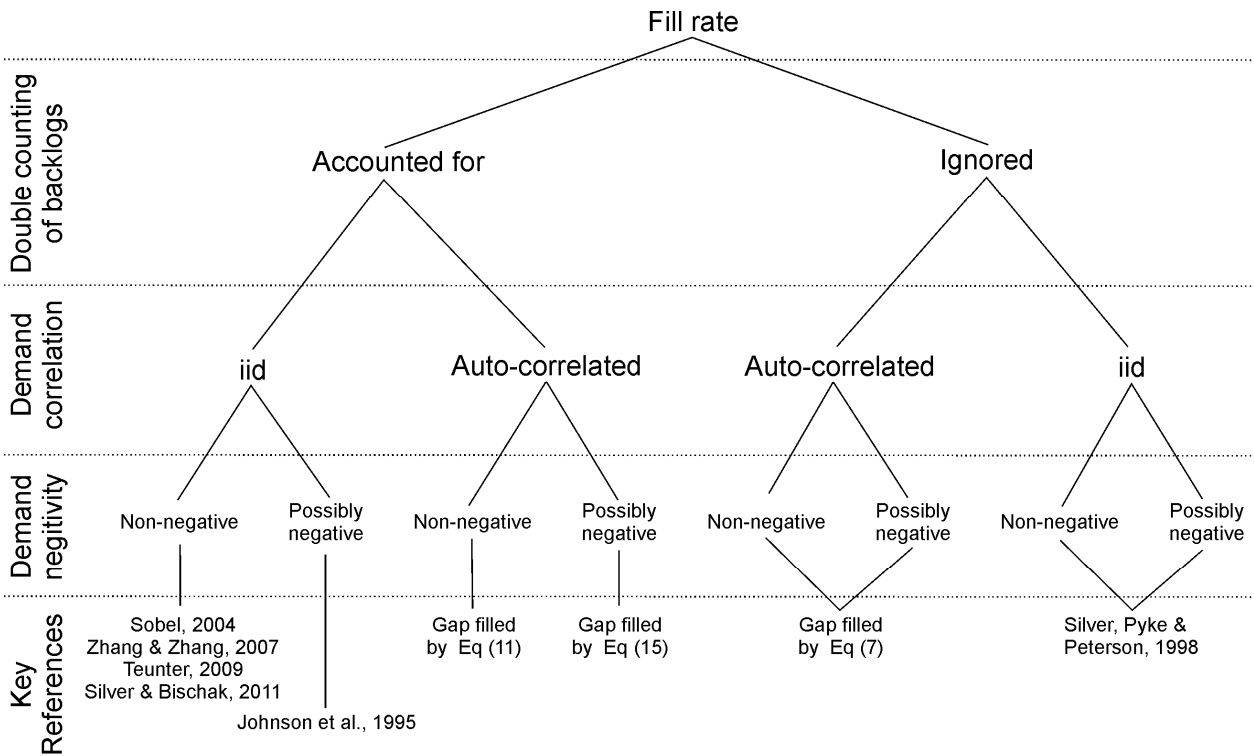 Fill rate
Double counting
of backlogs
Accounted for
Ignored
Demand
correlation
iid
Auto-correlated
Auto-correlated
iid
Demand
negitivity
Non-negative
Possibly
negative
Non-negative
Possibly
negative
Non-negative
Possibly
negative
Non-negative
Possibly
negative
Key
References
Sobel, 2004
Zhang & Zhang, 2007
Teunter, 2009
Silver & Bischak, 2011
Johnson et al., 1995
Gap filled
by Eq (11)
Gap filled
by Eq (15)
Gap filled
by Eq (7)
Silver, Pyke &
Peterson, 1998